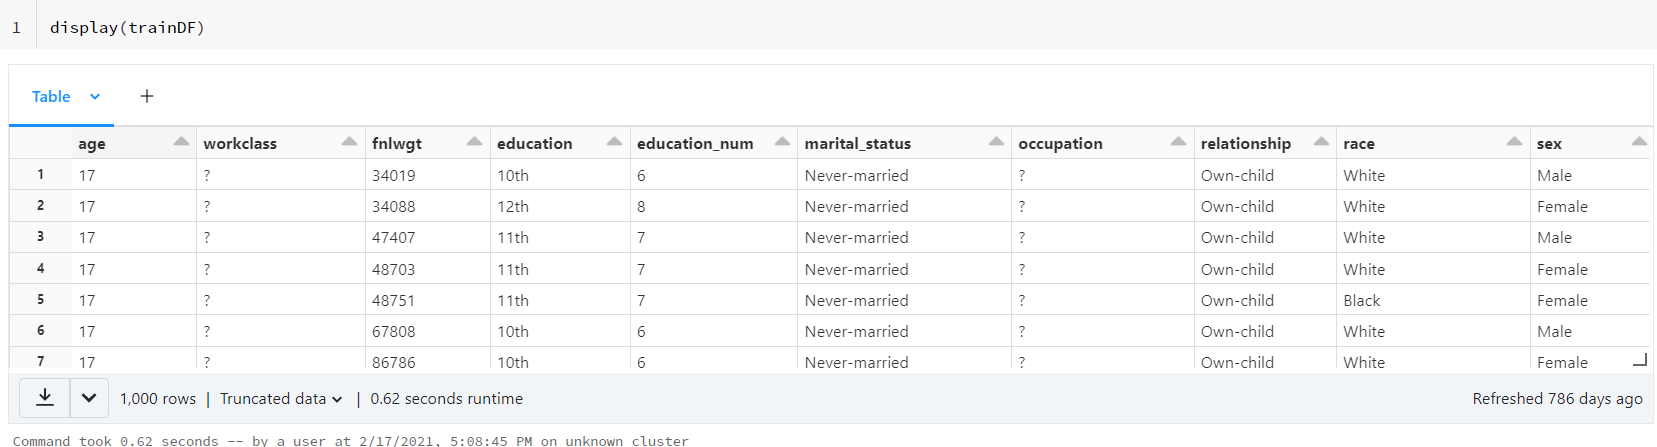 1 display(trainDF)
Table +
age workclass fnlwgt education education_num marital_status occupation relationship race sex
1 17 ? 34019 10th 6 Never-married ? Own-child White Male
2 17 ? 34088 12th 8 Never-married ? Own-child White Female
3 17 ? 47407 11th 7 Never-married ? Own-child White Male
4 17 ? 48703 11th 7 Never-married ? Own-child White Female
5 17 ? 48751 11th 7 Never-married ? Own-child Black Female
6 17 ? 67808 10th 6 Never-married ? Own-child White Male
7 17 ? 86786 10th 6 Never-married ? Own-child White Female
1,000 rows | Truncated data | 0.62 seconds runtime Refreshed 786 days ago
Command took 0.62 seconds -- by a user at 2/17/2021, 5:08:45 PM on unknown cluster